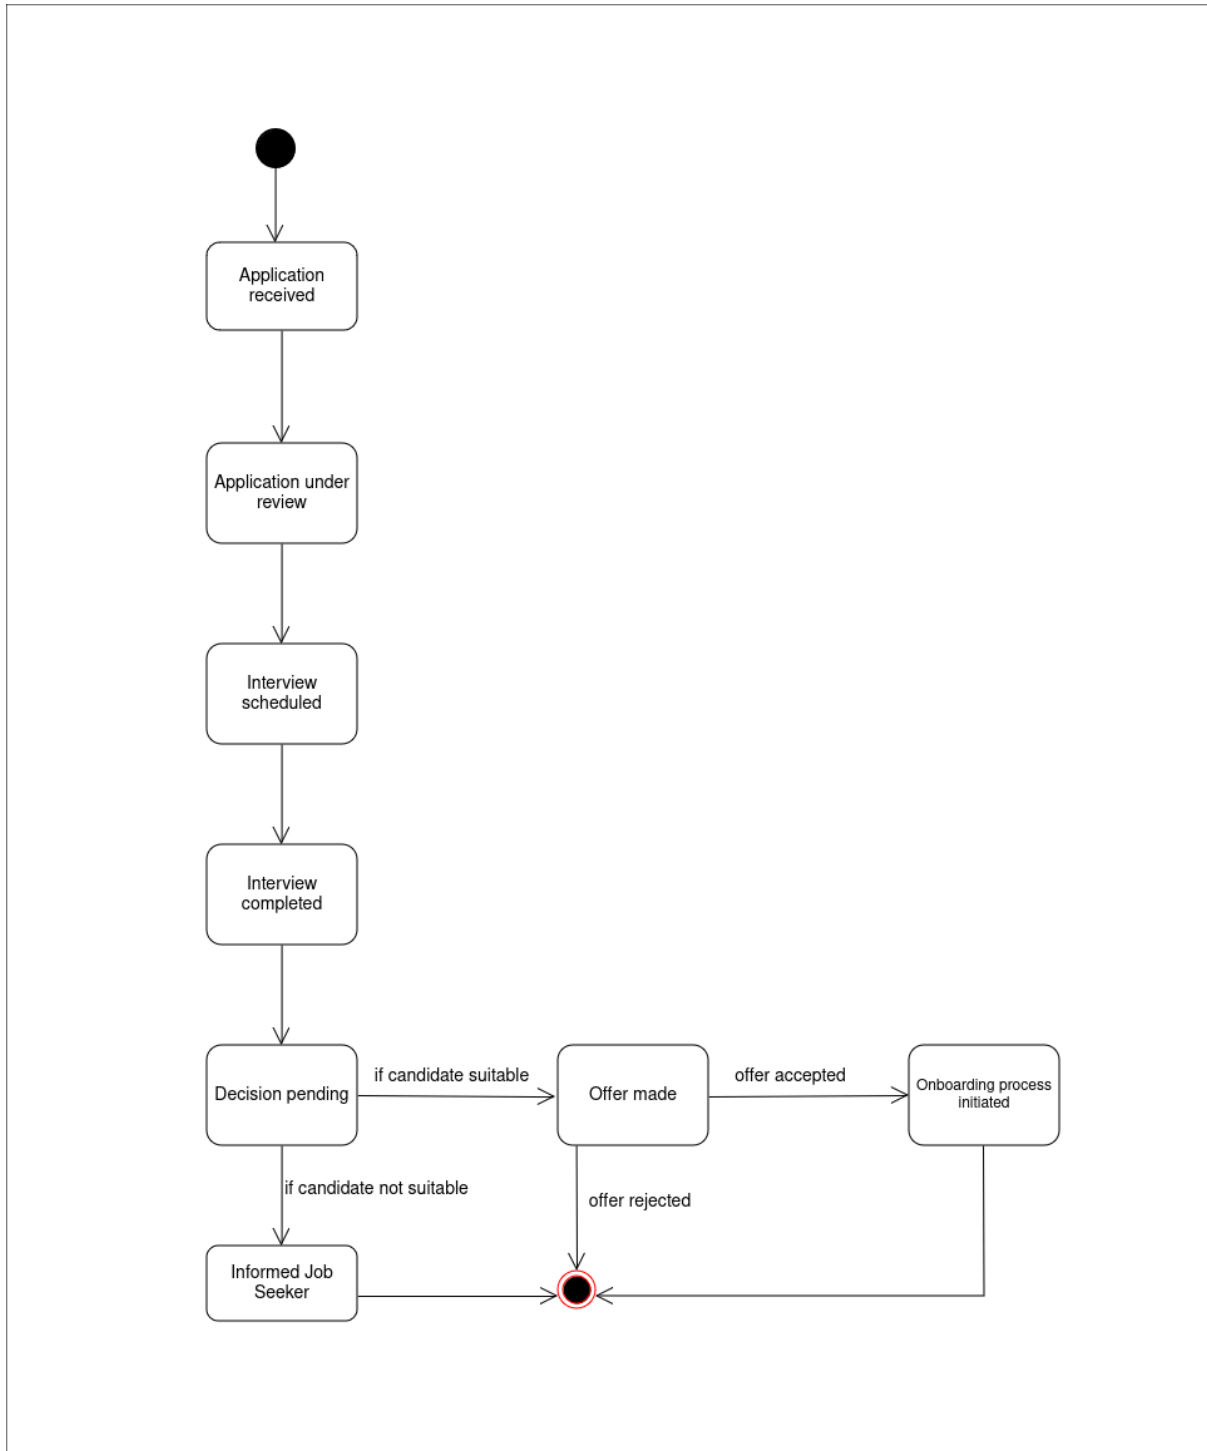 Application
received
Application under
review
Interview
scheduled
Interview
completed
Decision pending
if candidate suitable
Offer made
offer accepted
Onboarding process
initiated
if candidate not suitable
offer rejected
Informed Job
Seeker